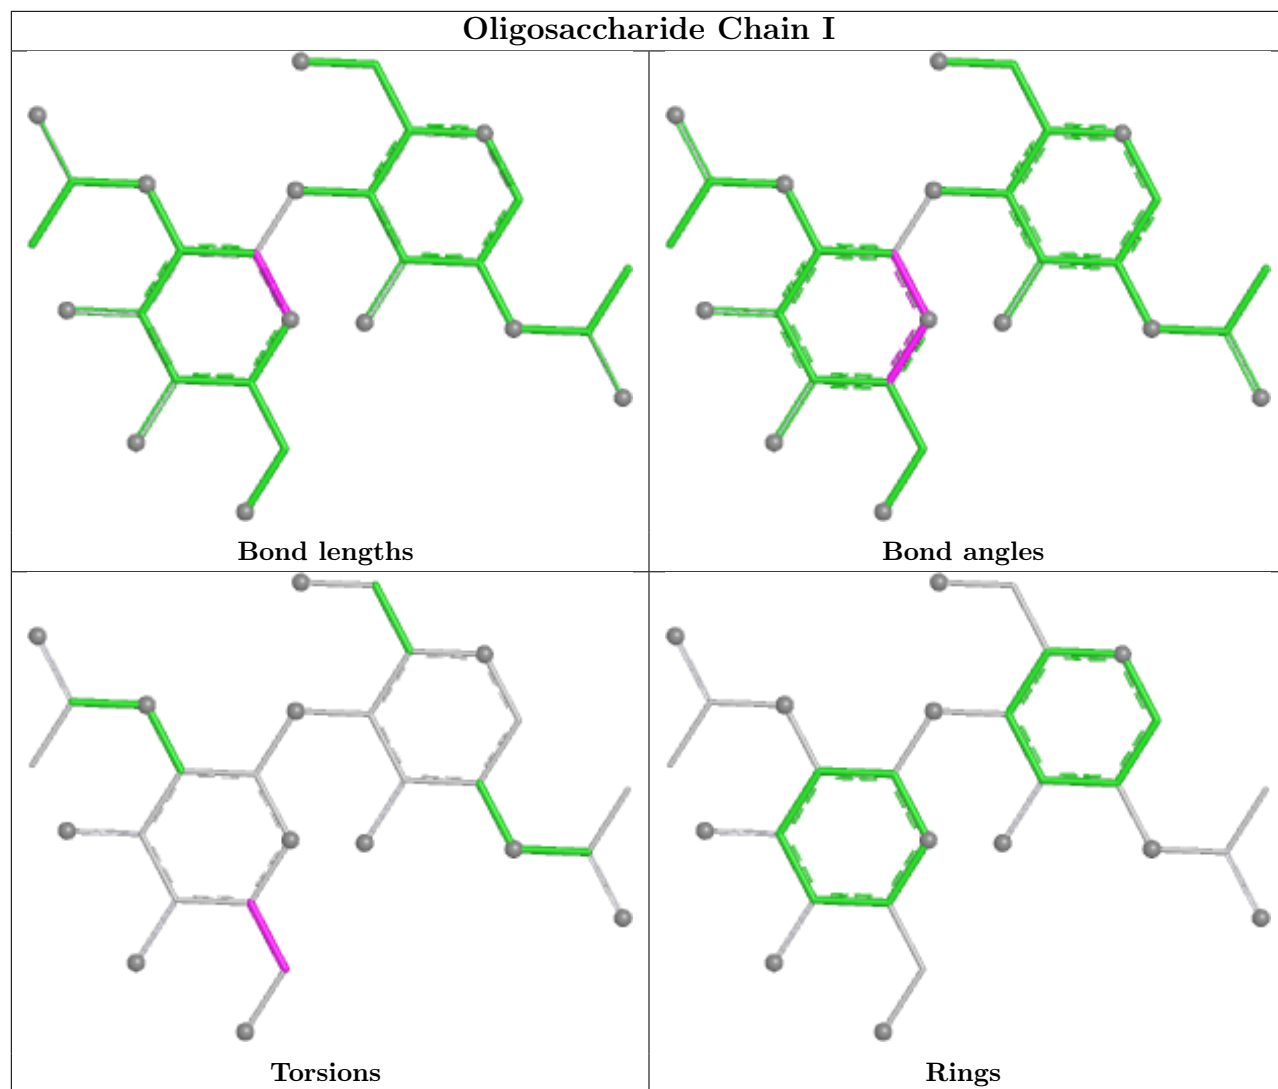 Oligosaccharide Chain I
Bond lengths
Bond angles
Torsions
Rings